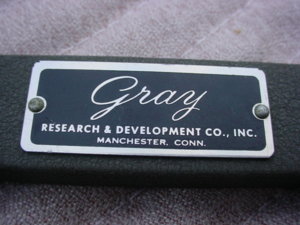 Gray
RESEARCH & DEVELOPMENT CO., INC.
MANCHESTER, CONN.